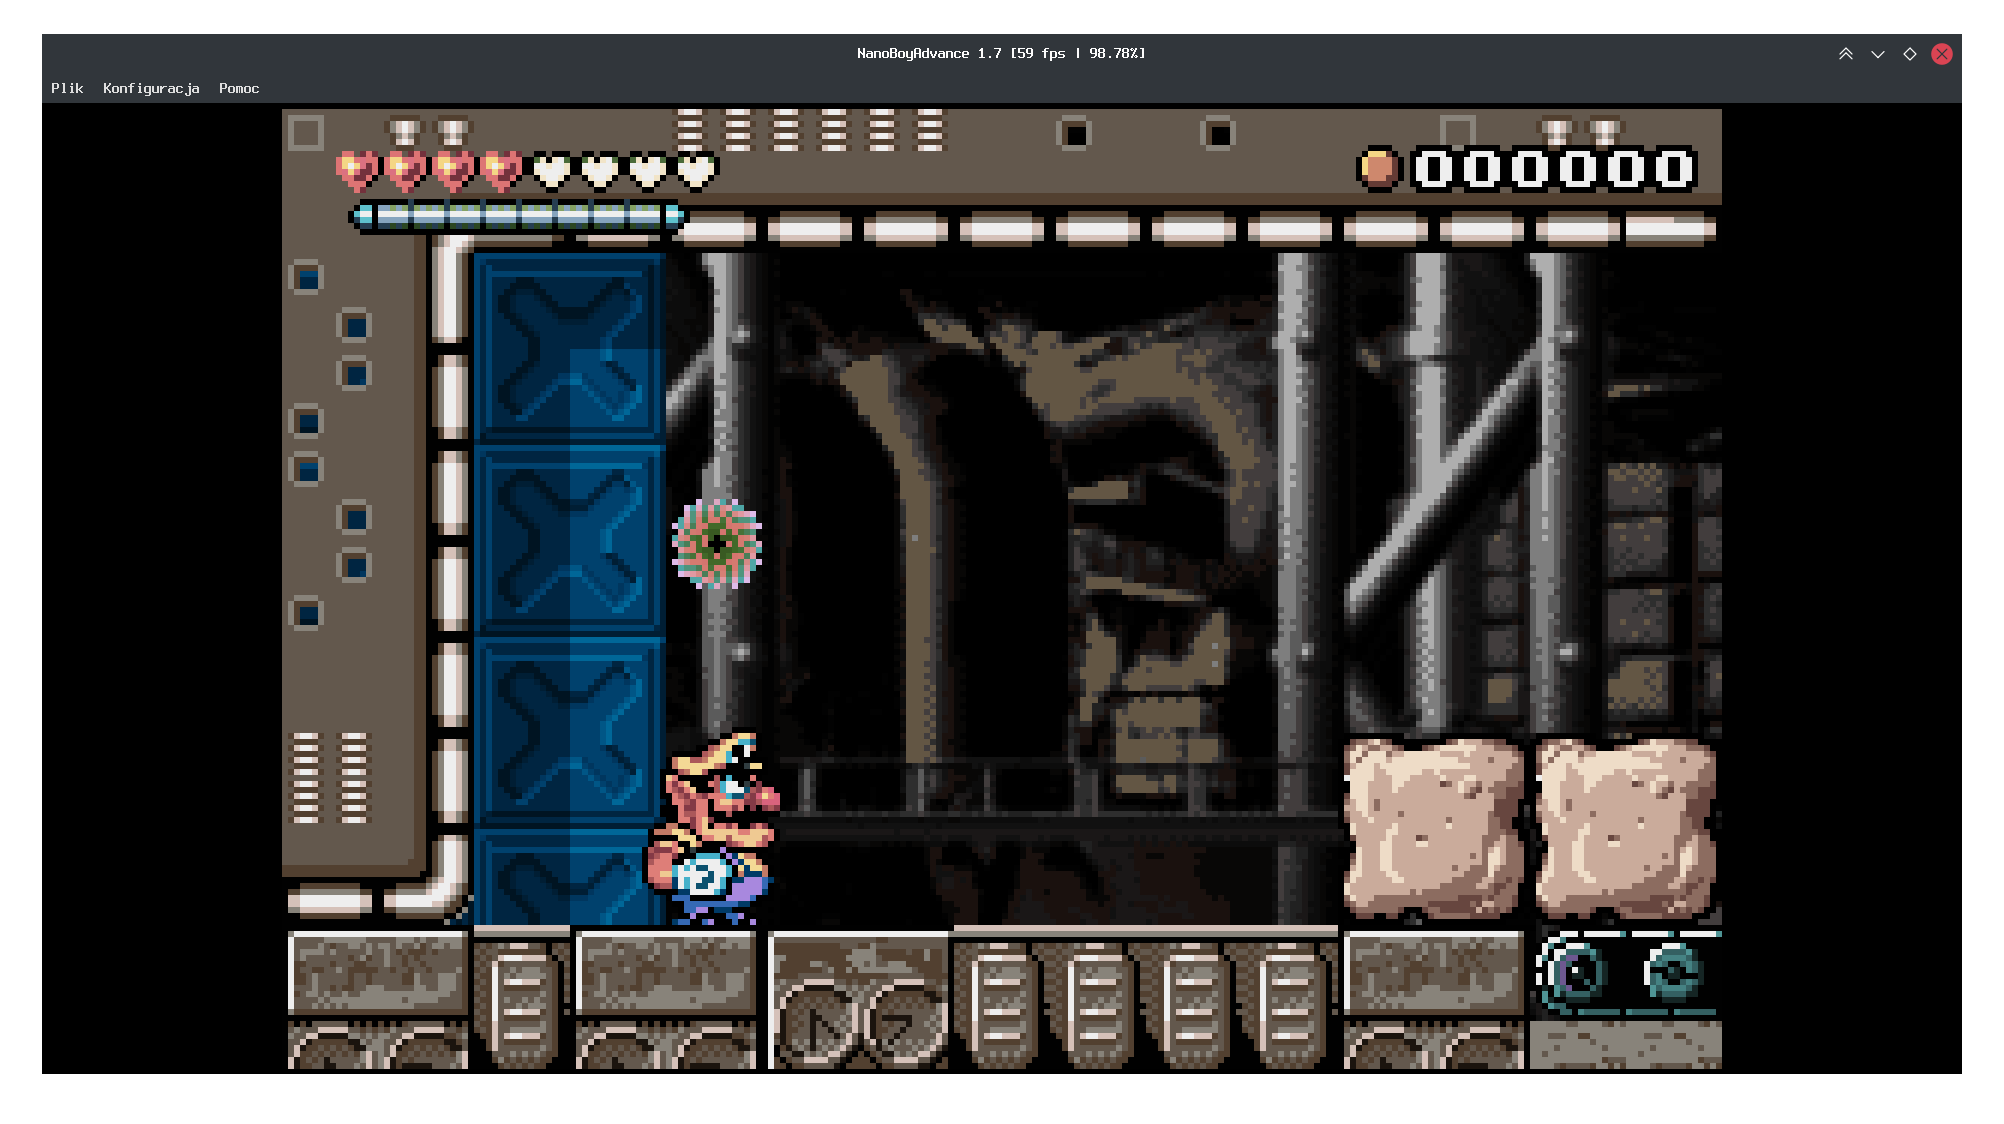 NanoBoyAdvance 1.7 [59 fps | 98.78%]
Plik Konfiguracja Pomoc
000000